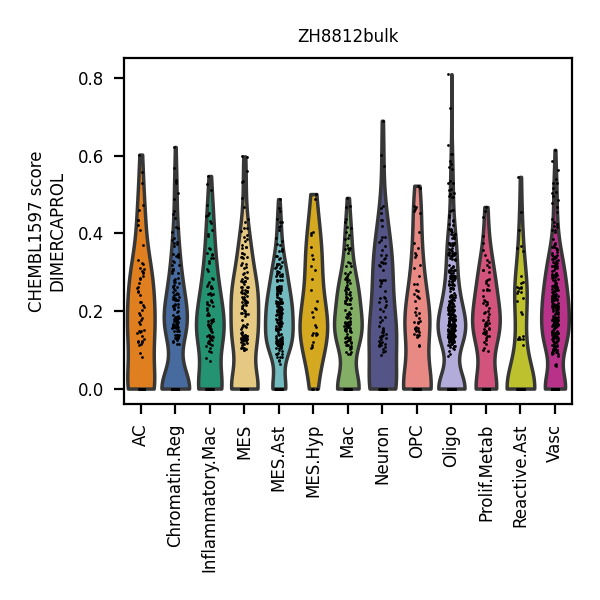 ZH8812bulk
CHEMBL1597 score
DIMERCAPROL
0.8
0.6
0.4
0.2
0.0
AC
Chromatin.Reg
Inflammatory.Mac
MES
MES.Ast
MES.Hyp
Mac
Neuron
OPC
Oligo
Prolif.Metab
Reactive.Ast
Vasc